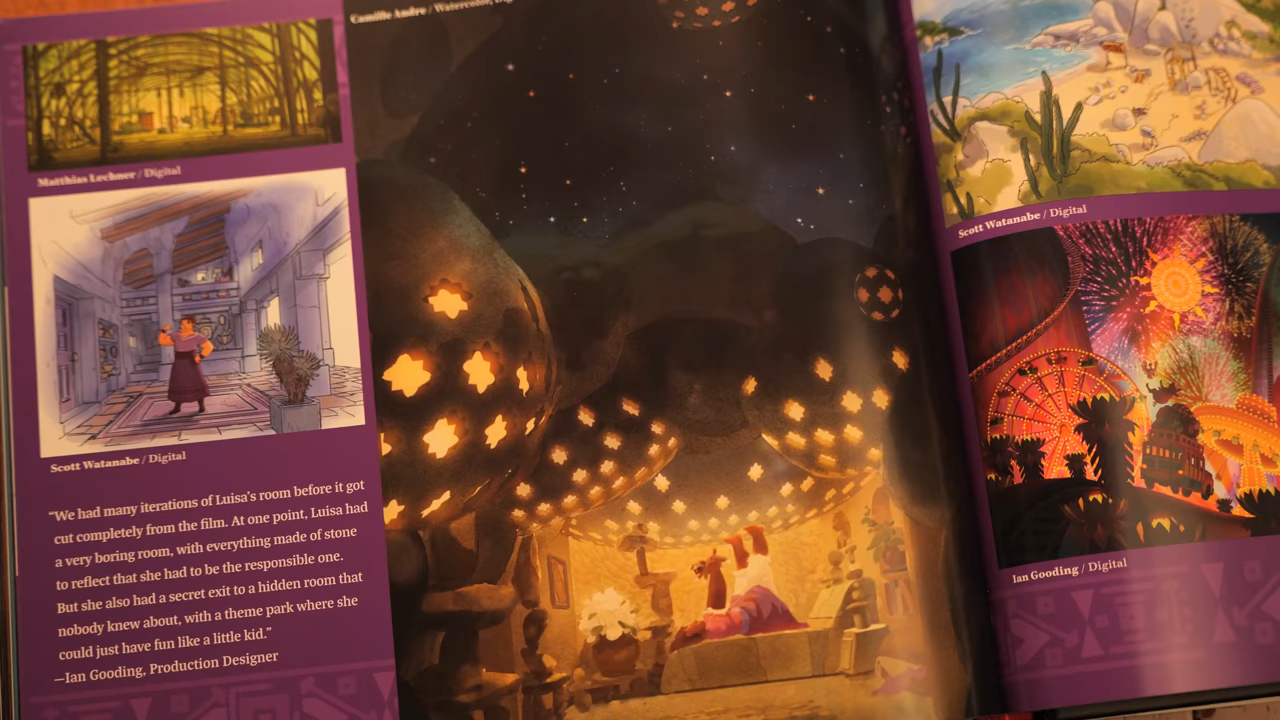 Matthias Lechner / Digital
Scott Watanabe / Digital
“We had many iterations of Luisa’s room before it got
cut completely from the film. At one point, Luisa had
a very boring room, with everything made of stone
to reflect that she had to be the responsible one.
But she also had a secret exit to a hidden room that
nobody knew about, with a theme park where she
could just have fun like a little kid.”
—Ian Gooding, Production Designer
Camille Andre / Watercolor,
Scott Watanabe / Digital
Ian Gooding / Digital